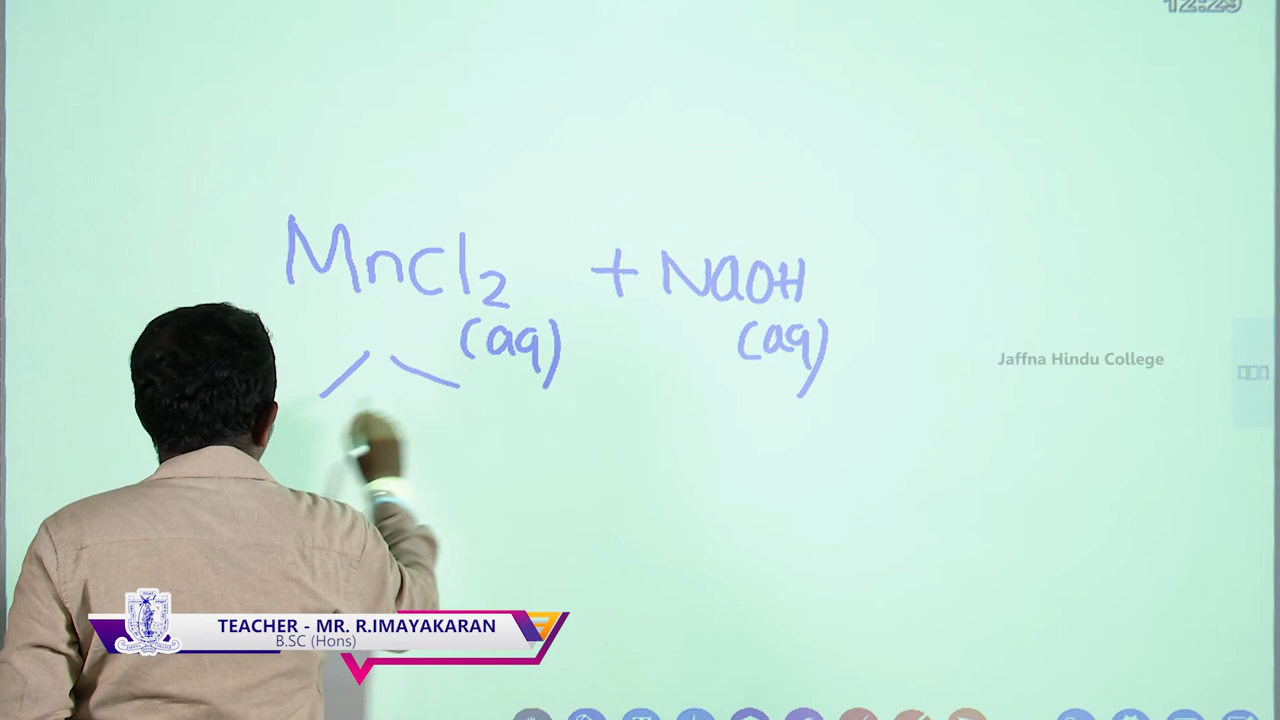 12:29
MnCl2 + NaOH
(aq) (aq)
Jaffna Hindu College
TEACHER - MR. R.IMAYAKARAN
B.SC (Hons)